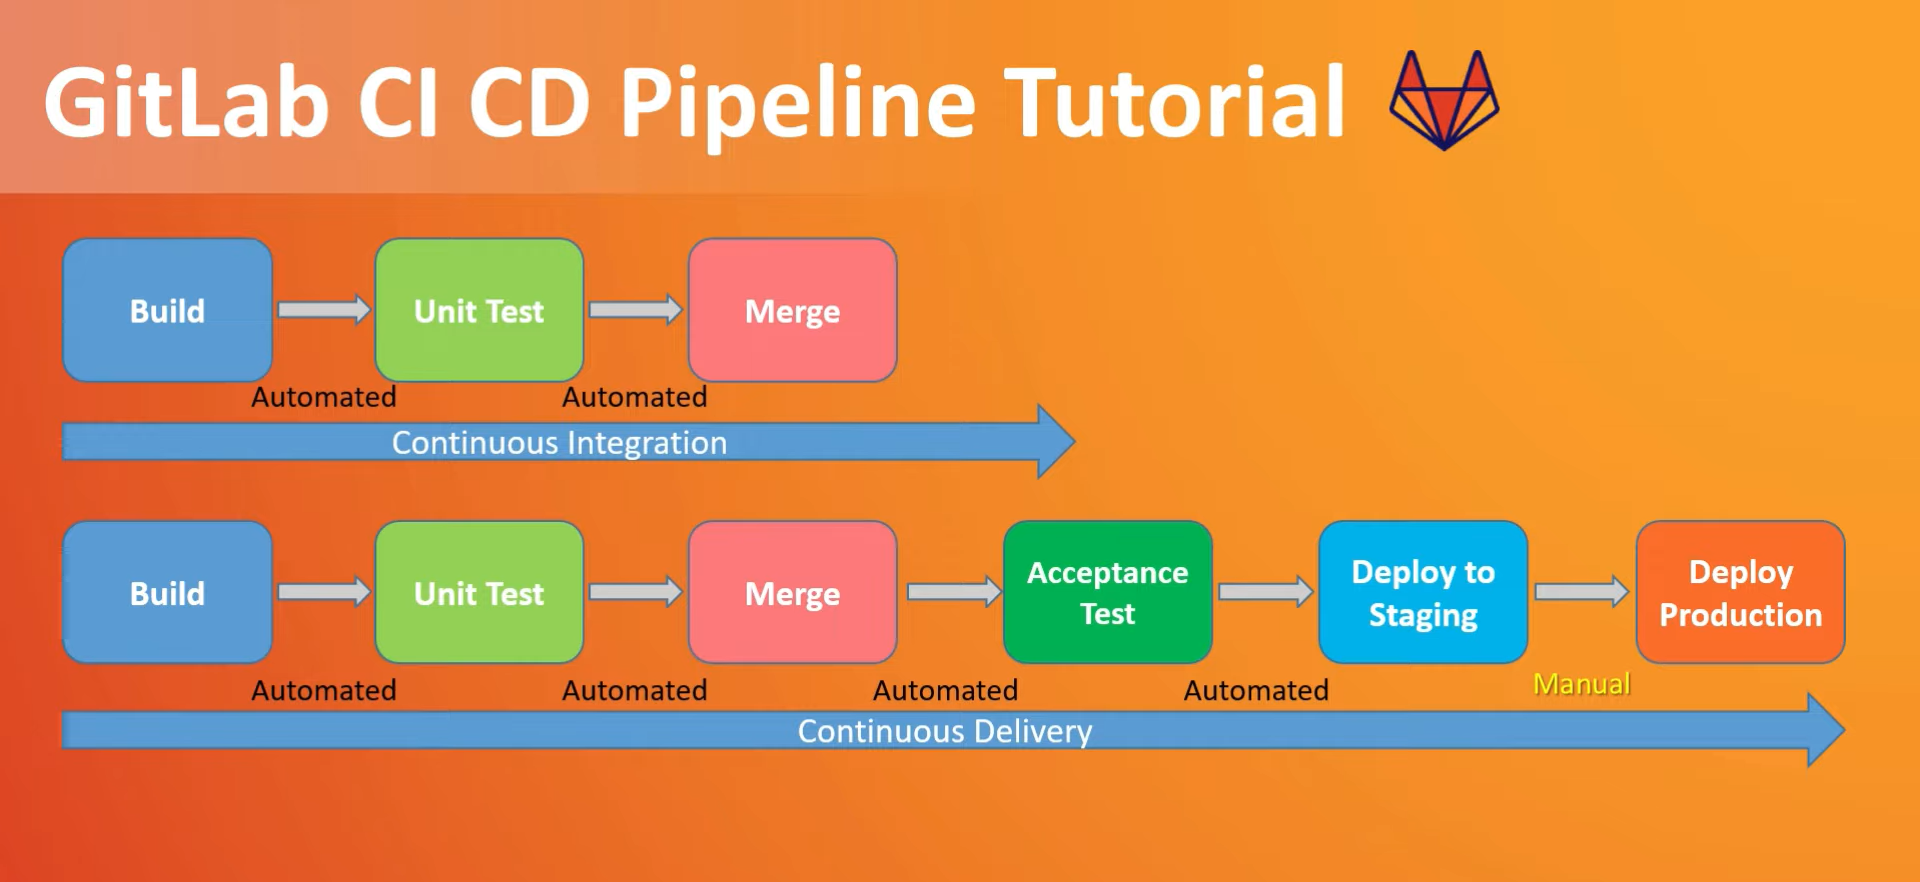 GitLab CI CD Pipeline Tutorial
Build
Unit Test
Merge
Automated
Automated
Continuous Integration
Build
Unit Test
Merge
Acceptance
Test
Deploy to
Staging
Deploy
Production
Automated
Automated
Automated
Automated
Manual
Continuous Delivery